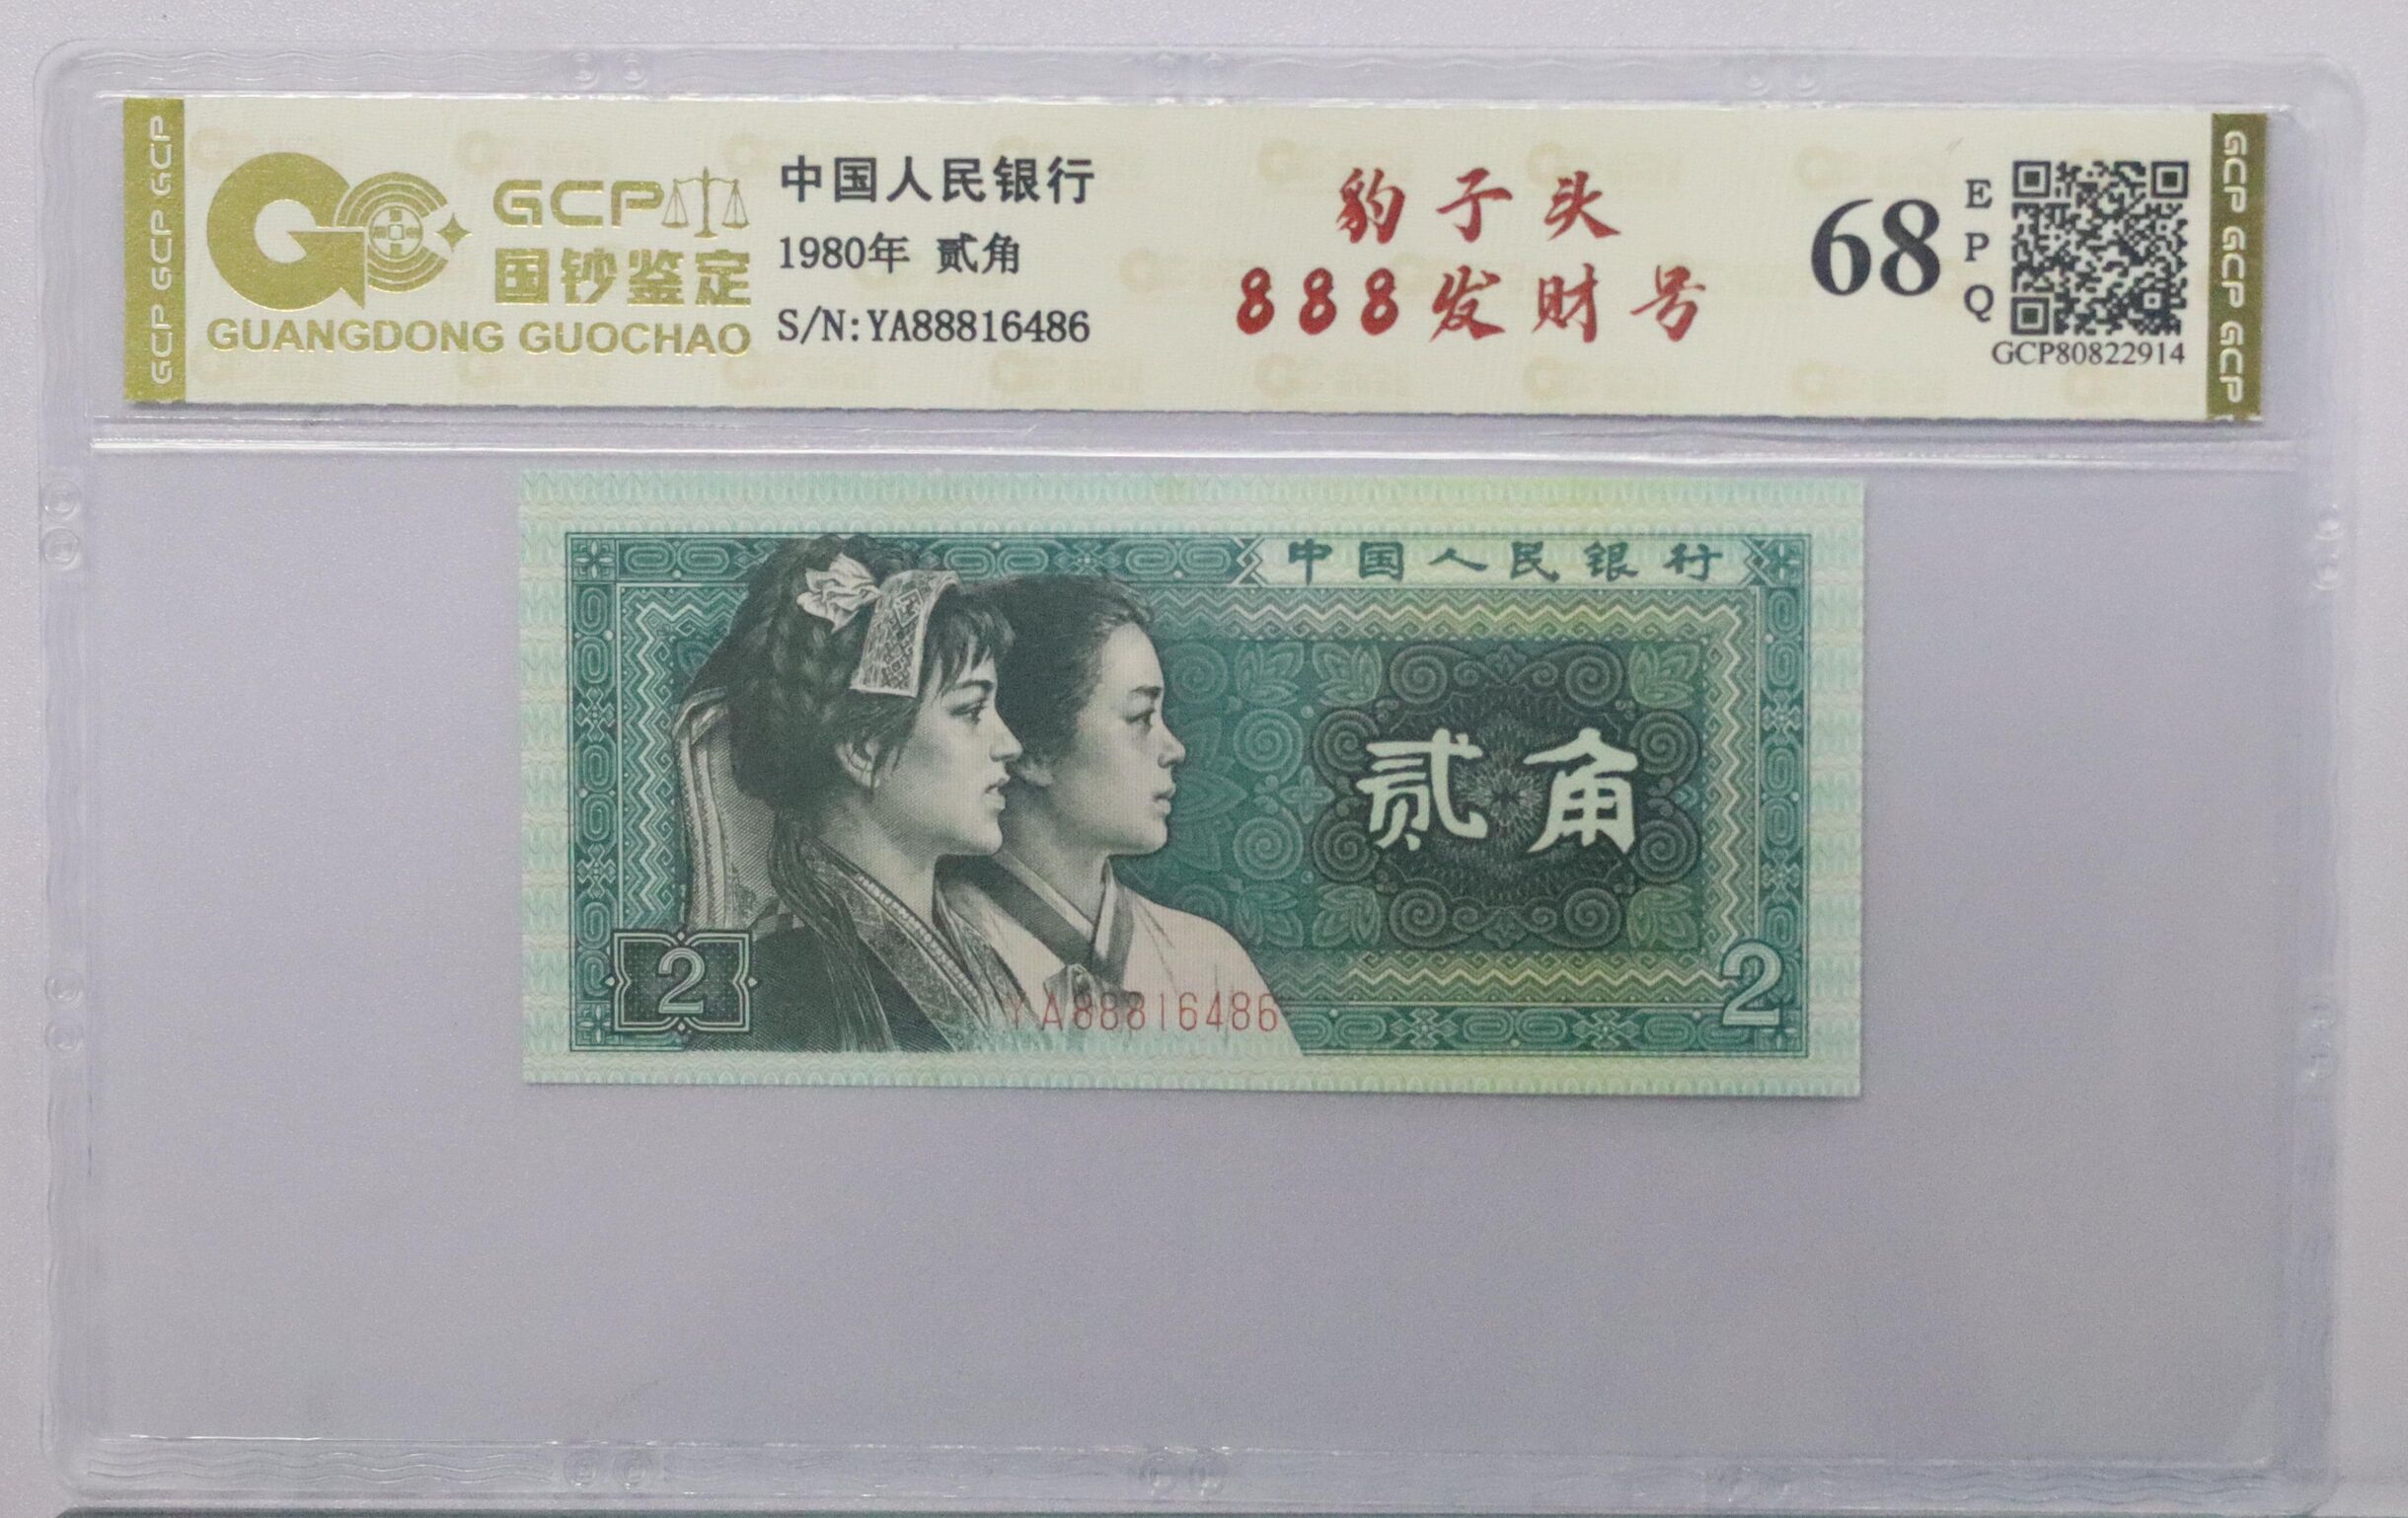 GCP GCP GCP
GCP
国钞鉴定
GUANGDONG GUOCHAO
中国人民银行
1980年 贰角
S/N:YA88816486
豹子头
888发财号
68
E
P
Q
GCP80822914
GCP GCP GCP
中国人民银行
贰角
2
YA88816486
2